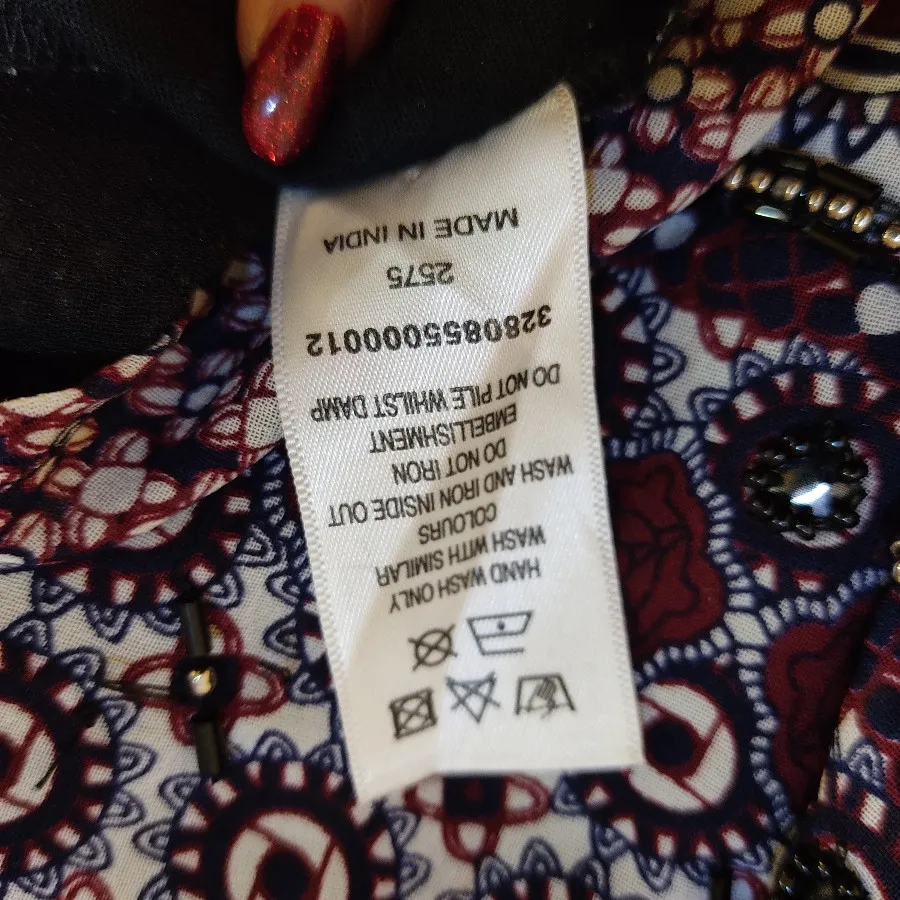 HAND WASH ONLY
WASH WITH SIMILAR
COLOURS
WASH AND IRON INSIDE OUT
DO NOT IRON
EMBELLISHMENT
DO NOT PILE WHILST DAMP
328085000012
2575
MADE IN INDIA